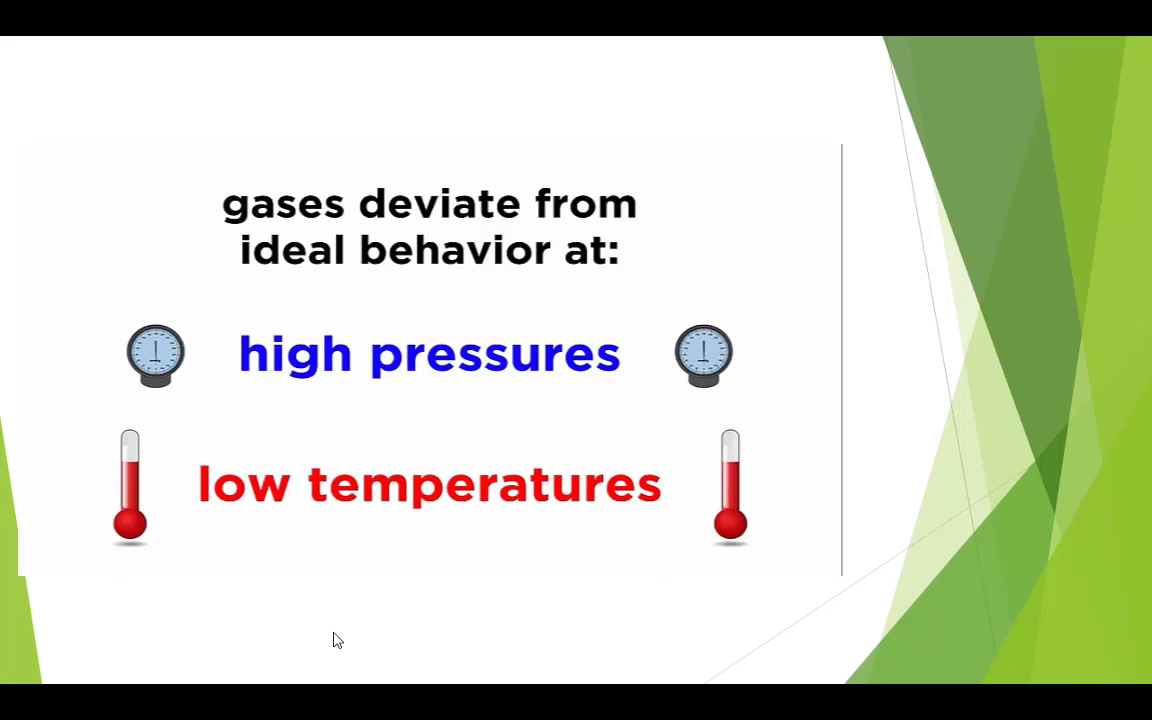 gases deviate from
ideal behavior at:
high pressures
low temperatures